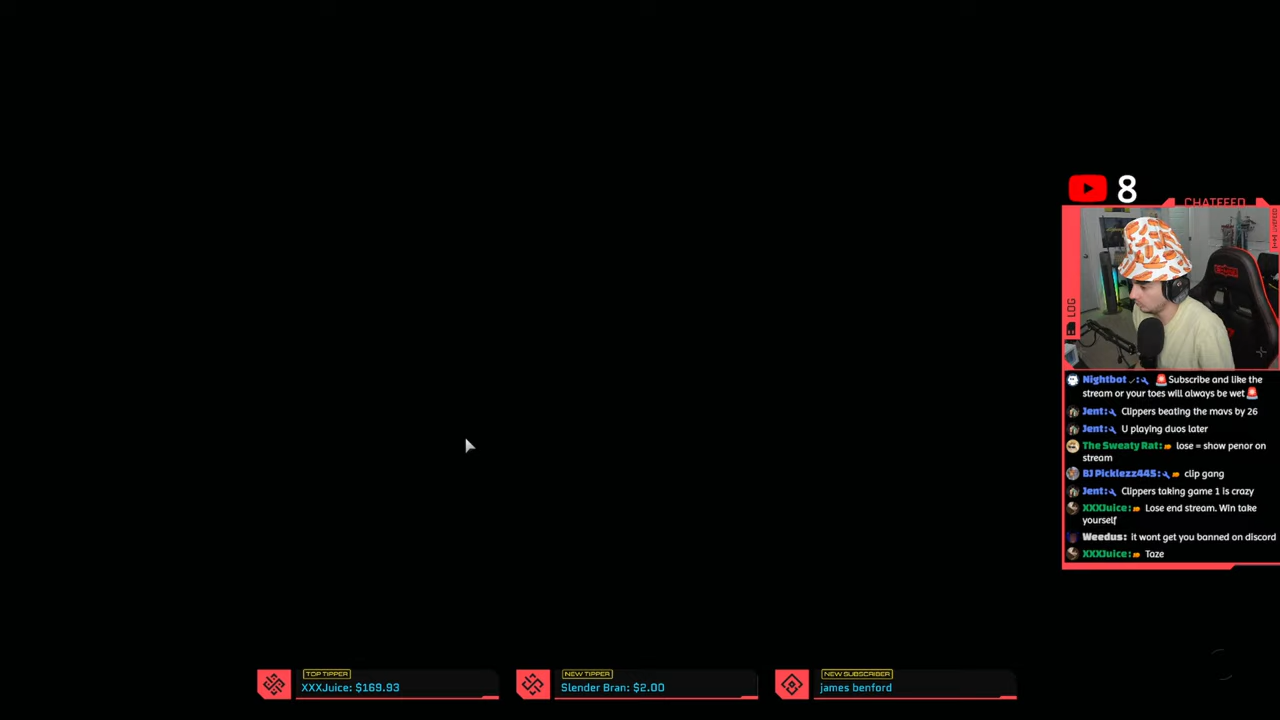 8
CHATFEED
LOG
Nightbot ✓: 🚨Subscribe and like the
stream or your toes will always be wet🚨
Jent: Clippers beating the mavs by 26
Jent: U playing duos later
The Sweaty Rat: lose = show penor on
stream
BJ Picklezz445: clip gang
Jent: Clippers taking game 1 is crazy
XXXJuice: Lose end stream. Win take
yourself
Weedus: it wont get you banned on discord
XXXJuice: Taze
TOP TIPPER
XXXJuice: $169.93
NEW TIPPER
Slender Bran: $2.00
NEW SUBSCRIBER
james benford